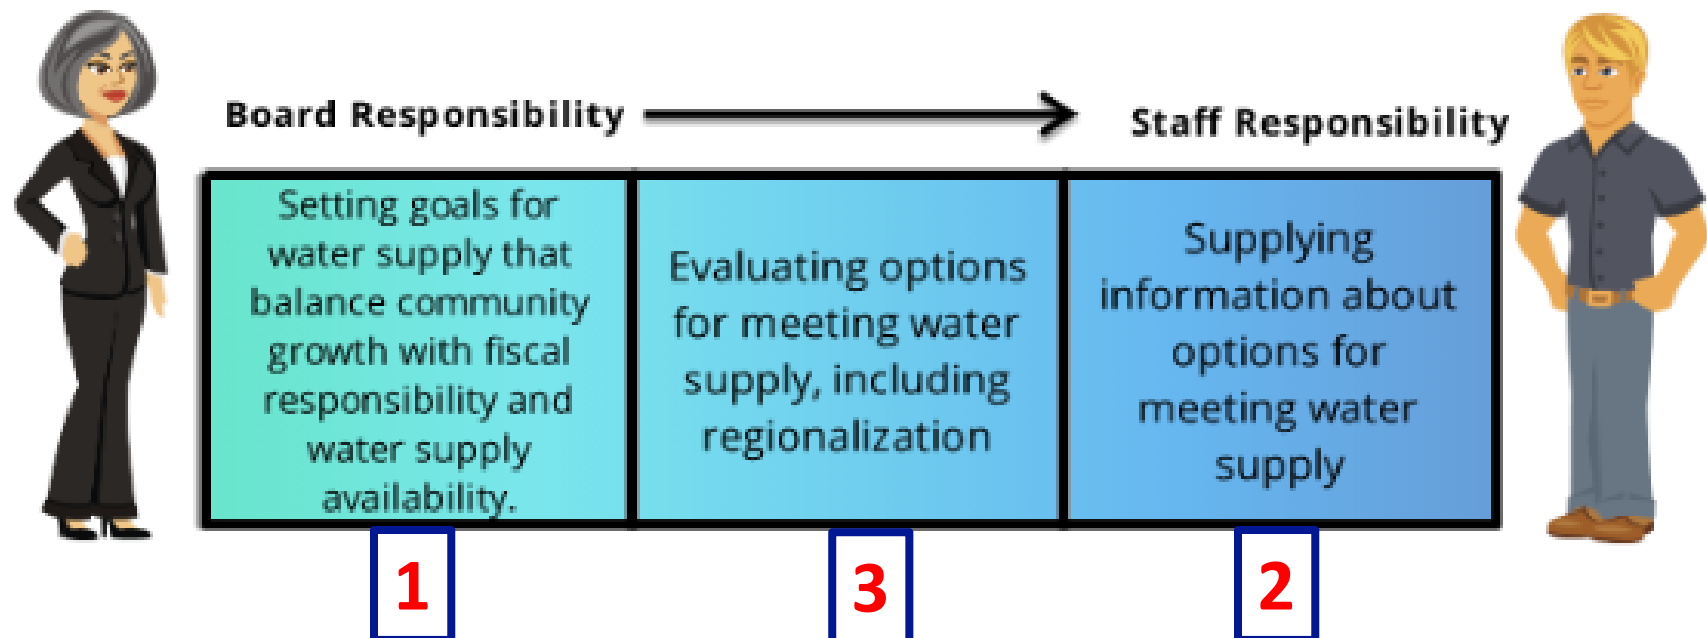 Board Responsibility
Staff Responsibility
Setting goals for
water supply that
balance community
growth with fiscal
responsibility and
water supply
availability.
Evaluating options
for meeting water
supply, including
regionalization
Supplying
information about
options for
meeting water
supply
1
3
2